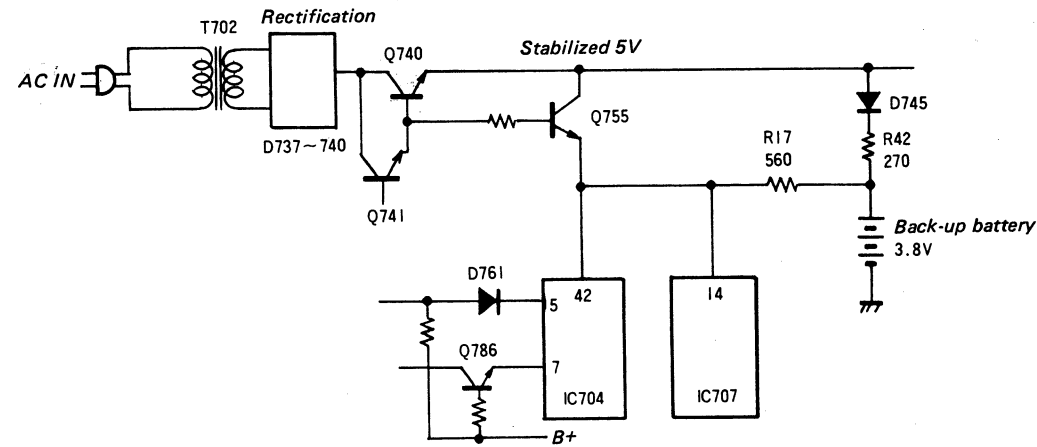 Rectification
T702
AC IN
D737~740
Q740
Q741
Stabilized 5V
Q755
D745
R17
560
R42
270
Back-up battery
3.8V
D761
5
42
14
Q786
7
IC704
IC707
B+